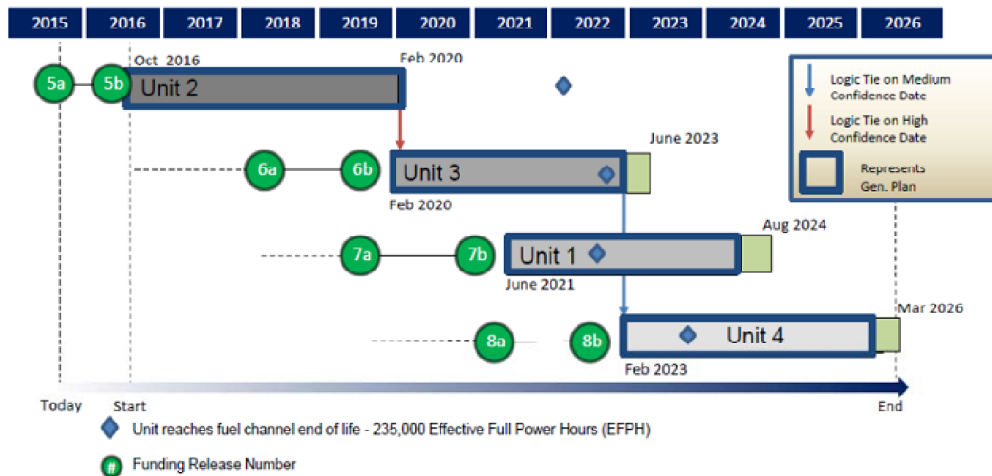 2015 2016 2017 2018 2019 2020 2021 2022 2023 2024 2025 2026
Oct 2016
Feb 2020
5a 5b Unit 2
Logic Tie on Medium
Confidence Date
Logic Tie on High
Confidence Date
Represents
Gen. Plan
June 2023
6a 6b Unit 3
Feb 2020
Aug 2024
7a 7b Unit 1
June 2021
Mar 2026
8a 8b Unit 4
Feb 2023
Today Start End
Unit reaches fuel channel end of life - 235,000 Effective Full Power Hours (EFPH)
# Funding Release Number